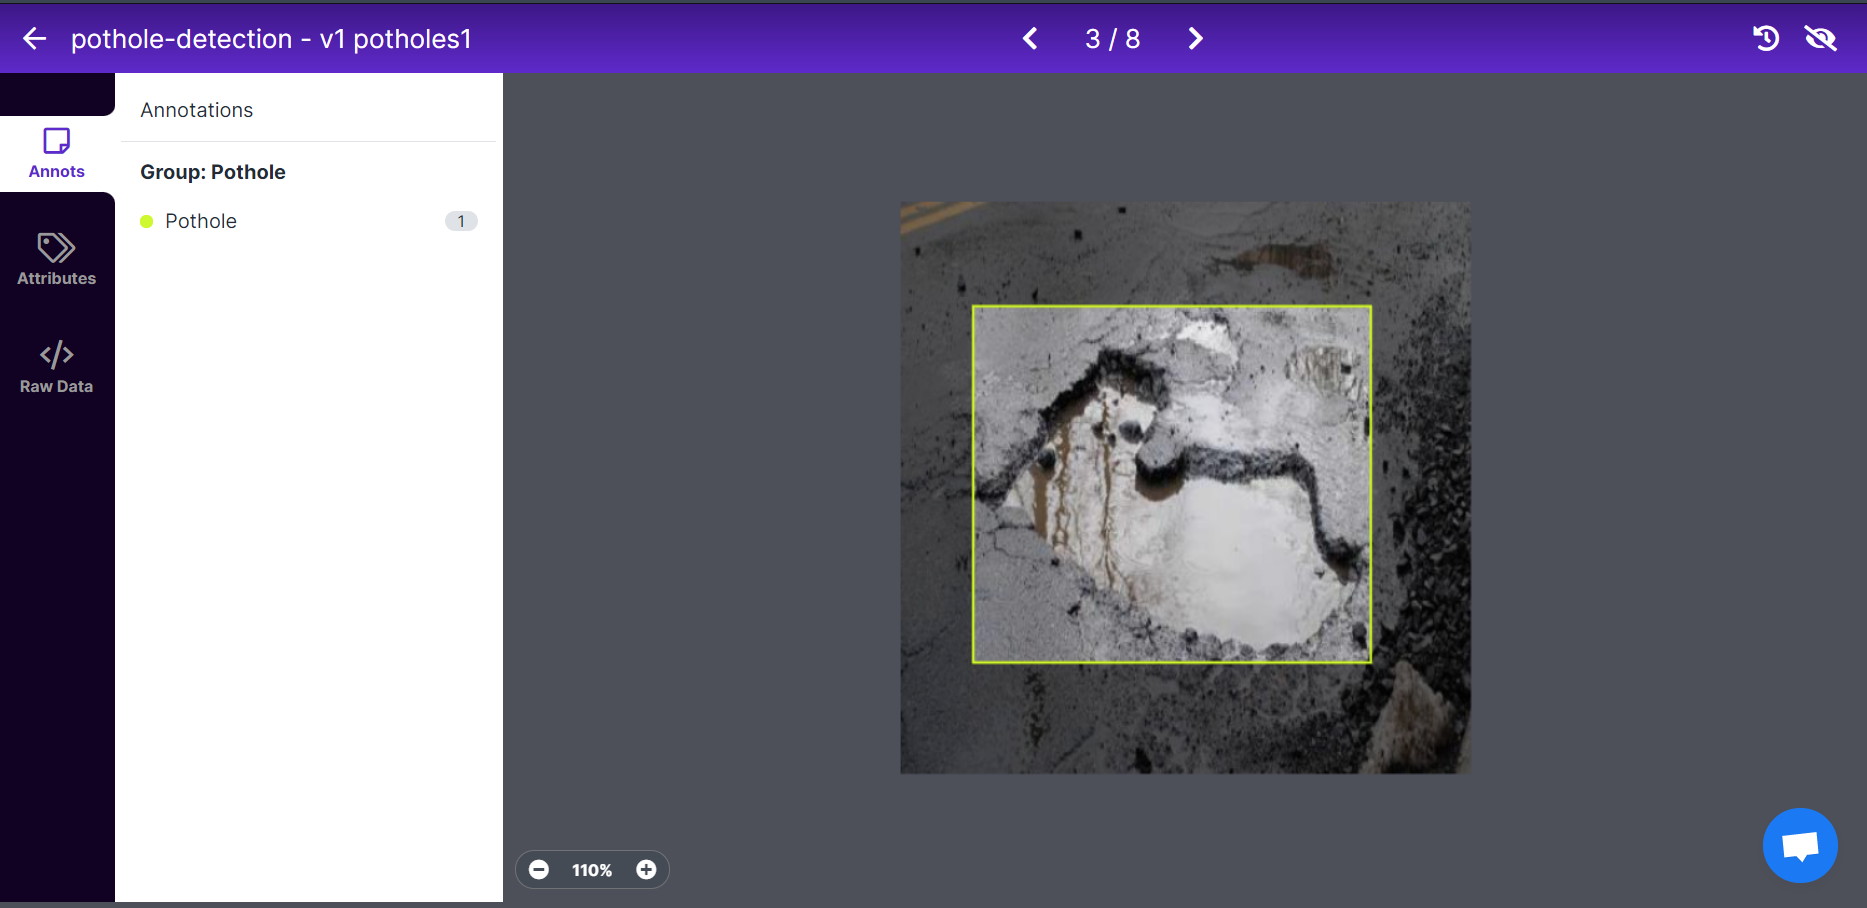 pothole-detection - v1 potholes1
3 / 8
Annots
Attributes
Raw Data
Annotations
Group: Pothole
Pothole
1
110%